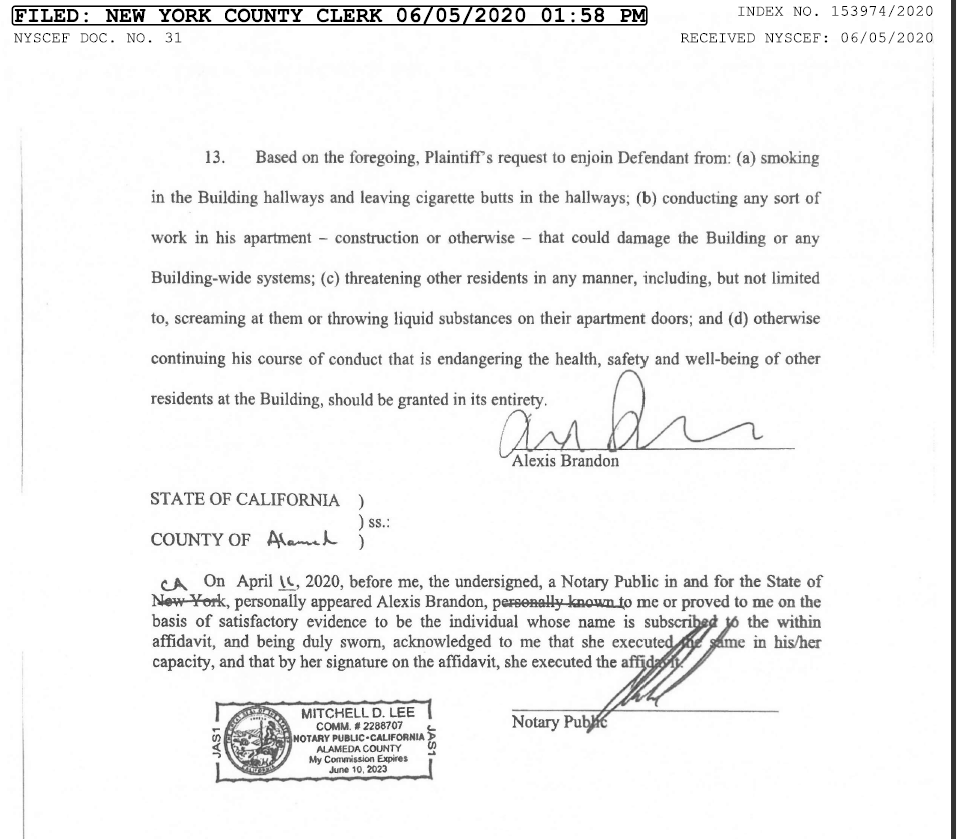 FILED: NEW YORK COUNTY CLERK 06/05/2020 01:58 PM
INDEX NO. 153974/2020
NYSCEF DOC. NO. 31
RECEIVED NYSCEF: 06/05/2020
13. Based on the foregoing, Plaintiff's request to enjoin Defendant from: (a) smoking
in the Building hallways and leaving cigarette butts in the hallways; (b) conducting any sort of
work in his apartment – construction or otherwise – that could damage the Building or any
Building-wide systems; (c) threatening other residents in any manner, including, but not limited
to, screaming at them or throwing liquid substances on their apartment doors; and (d) otherwise
continuing his course of conduct that is endangering the health, safety and well-being of other
residents at the Building, should be granted in its entirety.
Alexis Brandon
STATE OF CALIFORNIA )
) ss.:
COUNTY OF )
CA On April , 2020, before me, the undersigned, a Notary Public in and for the State of
New York, personally appeared Alexis Brandon, personally known to me or proved to me on the
basis of satisfactory evidence to be the individual whose name is subscribed to the within
affidavit, and being duly sworn, acknowledged to me that she executed the same in his/her
capacity, and that by her signature on the affidavit, she executed the affidavit.
Notary Public
JAS1
MITCHELL D. LEE
COMM. # 2288707
NOTARY PUBLIC•CALIFORNIA
ALAMEDA COUNTY
My Commission Expires
June 10, 2023
JAS1